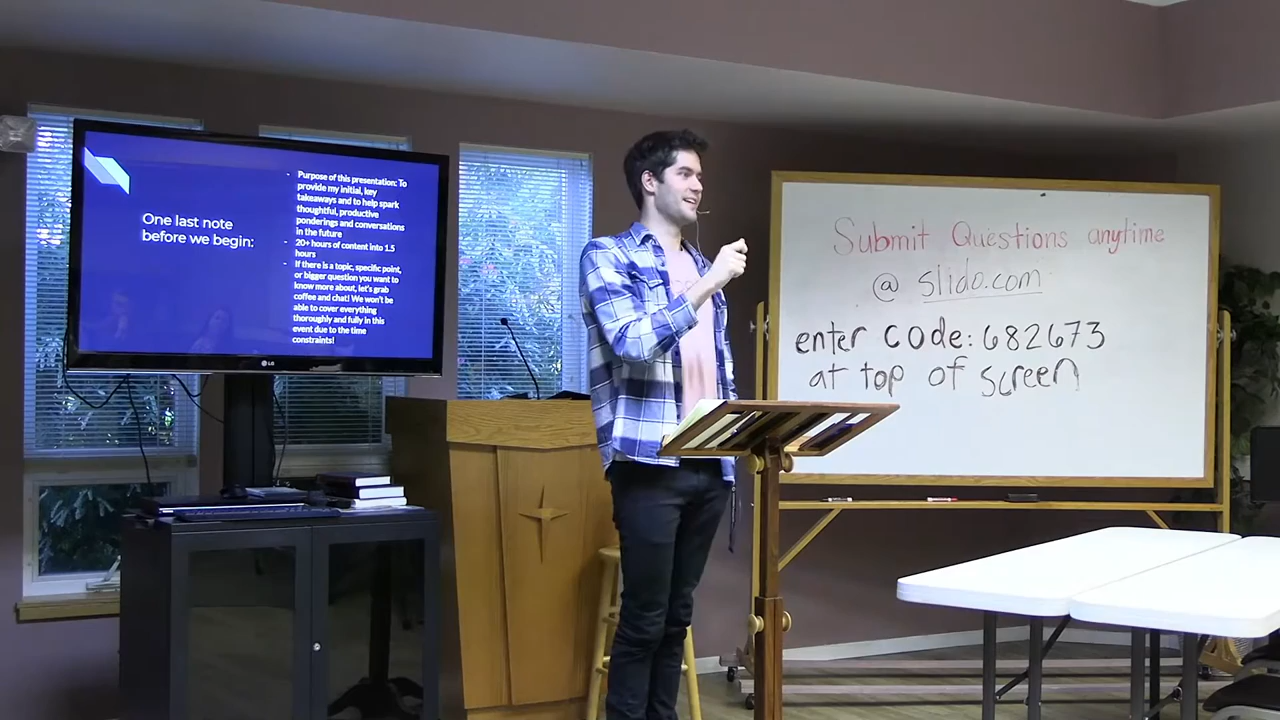 One last note
before we begin:
- Purpose of this presentation: To
provide my initial, key
takeaways and to help spark
thoughtful, productive
ponderings and conversations
in the future
- 20+ hours of content into 1.5
hours
- If there is a topic, specific point,
or bigger question you want to
know more about, let's grab
coffee and chat! We won't be
able to cover everything
thoroughly and fully in this
event due to the time
constraints!
LG
Submit Questions anytime
@ slido.com
enter code: 682673
at top of screen